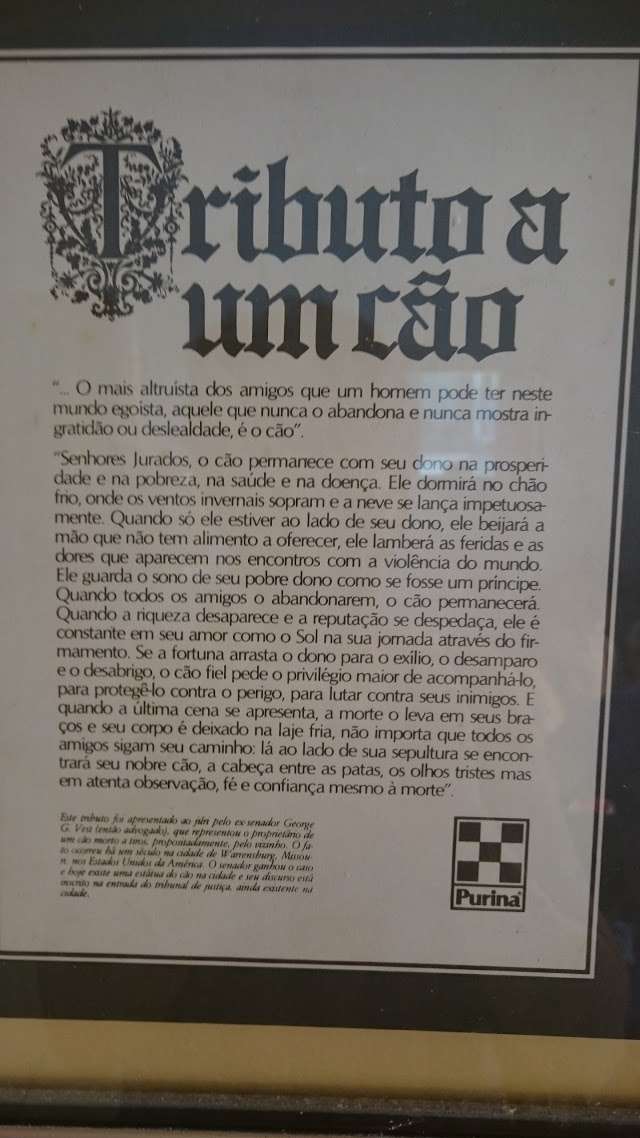 Tributo a
um cão
“... O mais altruísta dos amigos que um homem pode ter neste
mundo egoísta, aquele que nunca o abandona e nunca mostra in-
gratidão ou deslealdade, é o cão”.
“Senhores Jurados, o cão permanece com seu dono na prosperi-
dade e na pobreza, na saúde e na doença. Ele dormirá no chão
frio, onde os ventos invernais sopram e a neve se lança impetuosa-
mente. Quando só ele estiver ao lado de seu dono, ele beijará a
mão que não tem alimento a oferecer, ele lamberá as feridas e as
dores que aparecem nos encontros com a violência do mundo.
Ele guarda o sono de seu pobre dono como se fosse um príncipe.
Quando todos os amigos o abandonarem, o cão permanecerá.
Quando a riqueza desaparece e a reputação se despedaça, ele é
constante em seu amor como o Sol na sua jornada através do fir-
mamento. Se a fortuna arrasta o dono para o exílio, o desamparo
e o desabrigo, o cão fiel pede o privilégio maior de acompanhá-lo,
para protegê-lo contra o perigo, para lutar contra seus inimigos. E
quando a última cena se apresenta, a morte o leva em seus bra-
ços e seu corpo é deixado na laje fria, não importa que todos os
amigos sigam seu caminho: lá ao lado de sua sepultura se encon-
trará seu nobre cão, a cabeça entre as patas, os olhos tristes mas
em atenta observação, fé e confiança mesmo à morte”.
Este tributo foi apresentado ao júri pelo ex-senador George
G. Vest (então advogado), que representou o proprietário de
um cão morto a tiros, propositadamente, pelo vizinho. O fa-
to ocorreu há um século na cidade de Warrensburg, Missou-
ri, nos Estados Unidos da América. O senador ganhou o caso
e hoje existe uma estátua do cão na cidade e seu discurso está
inscrito na entrada do tribunal de justiça, ainda existente na
cidade.
Purina